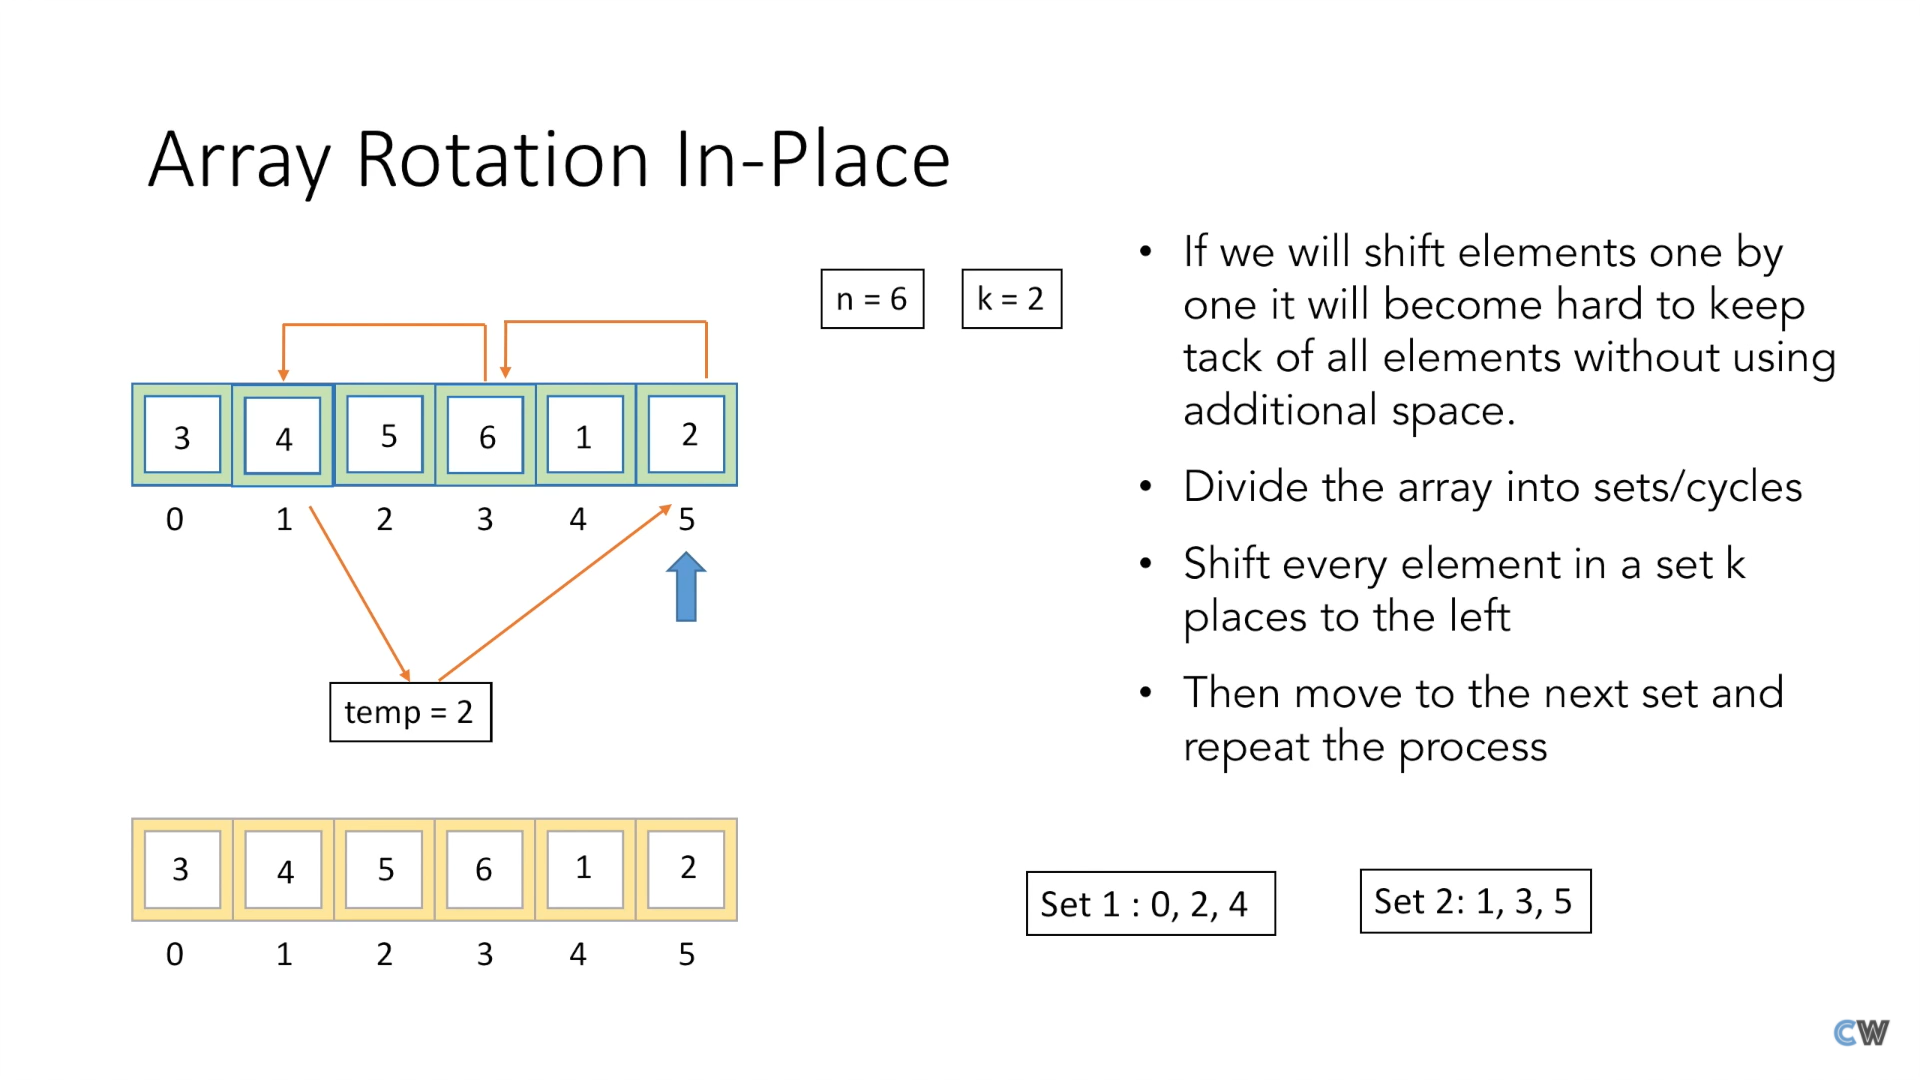 Array Rotation In-Place
n = 6
k = 2
3 4 5 6 1 2
0 1 2 3 4 5
temp = 2
3 4 5 6 1 2
0 1 2 3 4 5
• If we will shift elements one by
one it will become hard to keep
tack of all elements without using
additional space.
• Divide the array into sets/cycles
• Shift every element in a set k
places to the left
• Then move to the next set and
repeat the process
Set 1 : 0, 2, 4
Set 2: 1, 3, 5
CW